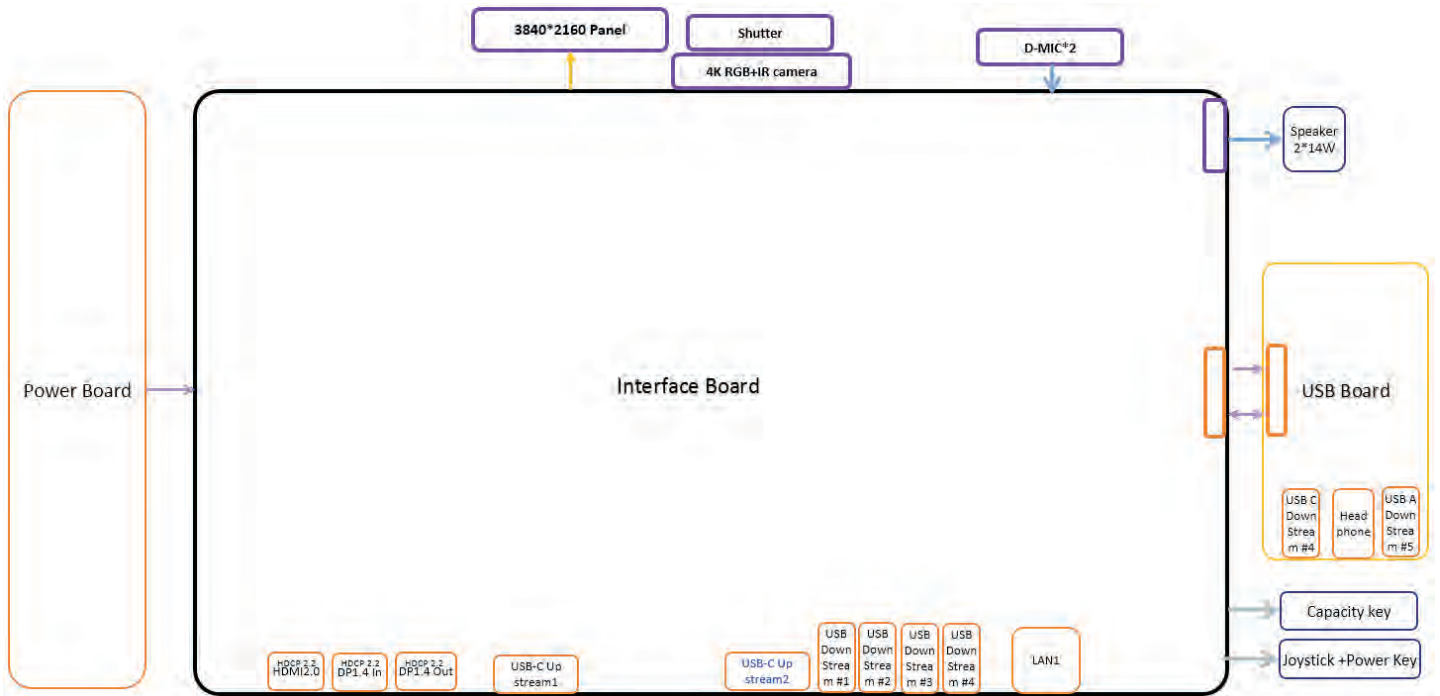 3840*2160 Panel
Shutter
4K RGB+IR camera
D-MIC*2
Speaker
2*14W
Power Board
Interface Board
USB Board
USB C
Down
Strea
m #4
Head
phone
USB A
Down
Strea
m #5
Capacity key
Joystick +Power Key
HDCP 2.2
HDMI2.0
HDCP 2.2
DP1.4 In
HDCP 2.2
DP1.4 Out
USB-C Up
stream1
USB-C Up
stream2
USB
Down
Strea
m #1
USB
Down
Strea
m #2
USB
Down
Strea
m #3
USB
Down
Strea
m #4
LAN1